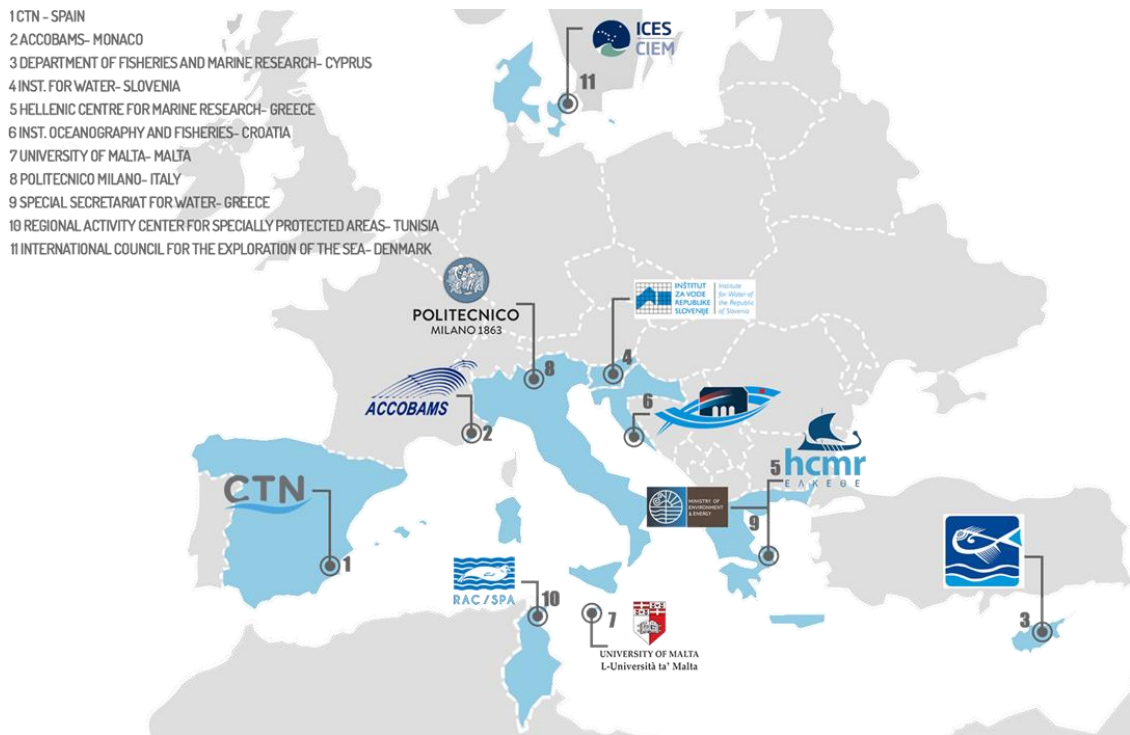 1 CTN - SPAIN
2 ACCOBAMS- MONACO
3 DEPARTMENT OF FISHERIES AND MARINE RESEARCH- CYPRUS
4 INST. FOR WATER- SLOVENIA
5 HELLENIC CENTRE FOR MARINE RESEARCH- GREECE
6 INST. OCEANOGRAPHY AND FISHERIES- CROATIA
7 UNIVERSITY OF MALTA- MALTA
8 POLITECNICO MILANO- ITALY
9 SPECIAL SECRETARIAT FOR WATER- GREECE
10 REGIONAL ACTIVITY CENTER FOR SPECIALLY PROTECTED AREAS- TUNISIA
11 INTERNATIONAL COUNCIL FOR THE EXPLORATION OF THE SEA- DENMARK
ICES
CIEM
11
POLITECNICO
MILANO 1863
8
INŠTITUT
ZA VODE
REPUBLIKE
SLOVENIJE
Institute
for Water of
the Republic
of Slovenia
4
ACCOBAMS
2
6
hcmr
ΕΛΚΕΘΕ
5
CTN
1
MINISTRY OF
ENVIRONMENT
& ENERGY
9
RAC/SPA
10
7
UNIVERSITY OF MALTA
L-Università ta' Malta
3